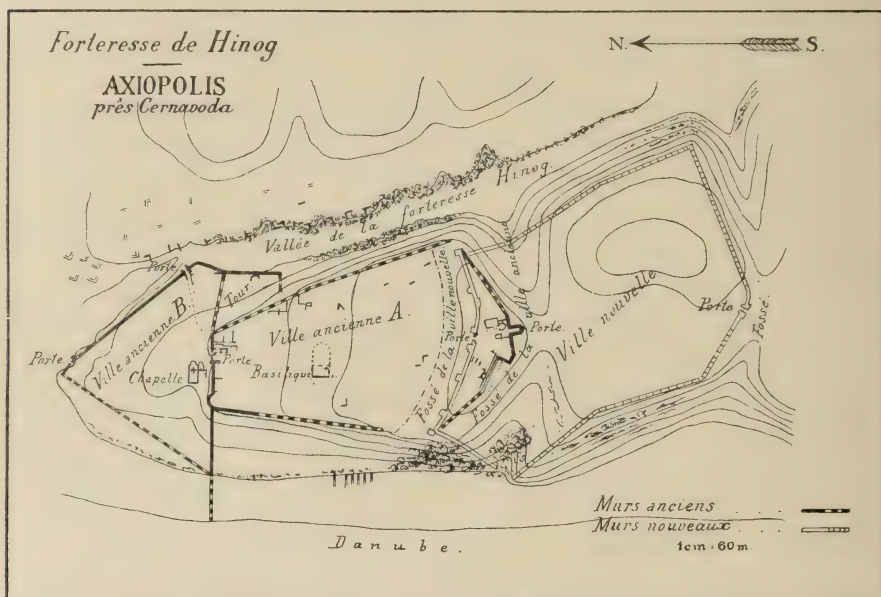 Forteresse de Hinog
AXIOPOLIS
près Cernavoda
N. S.
Vallée de la forteresse Hinog.
Porte
Tour
Ville ancienne B
Porte
Chapelle
Porte
Ville ancienne A.
Basilique
Fosse de la ville nouvelle
Porte
Porte
Fosse de la ville ancienne
Ville nouvelle
Porte
Fossé.
Murs anciens
Murs nouveaux
1cm=60m.
Danube.